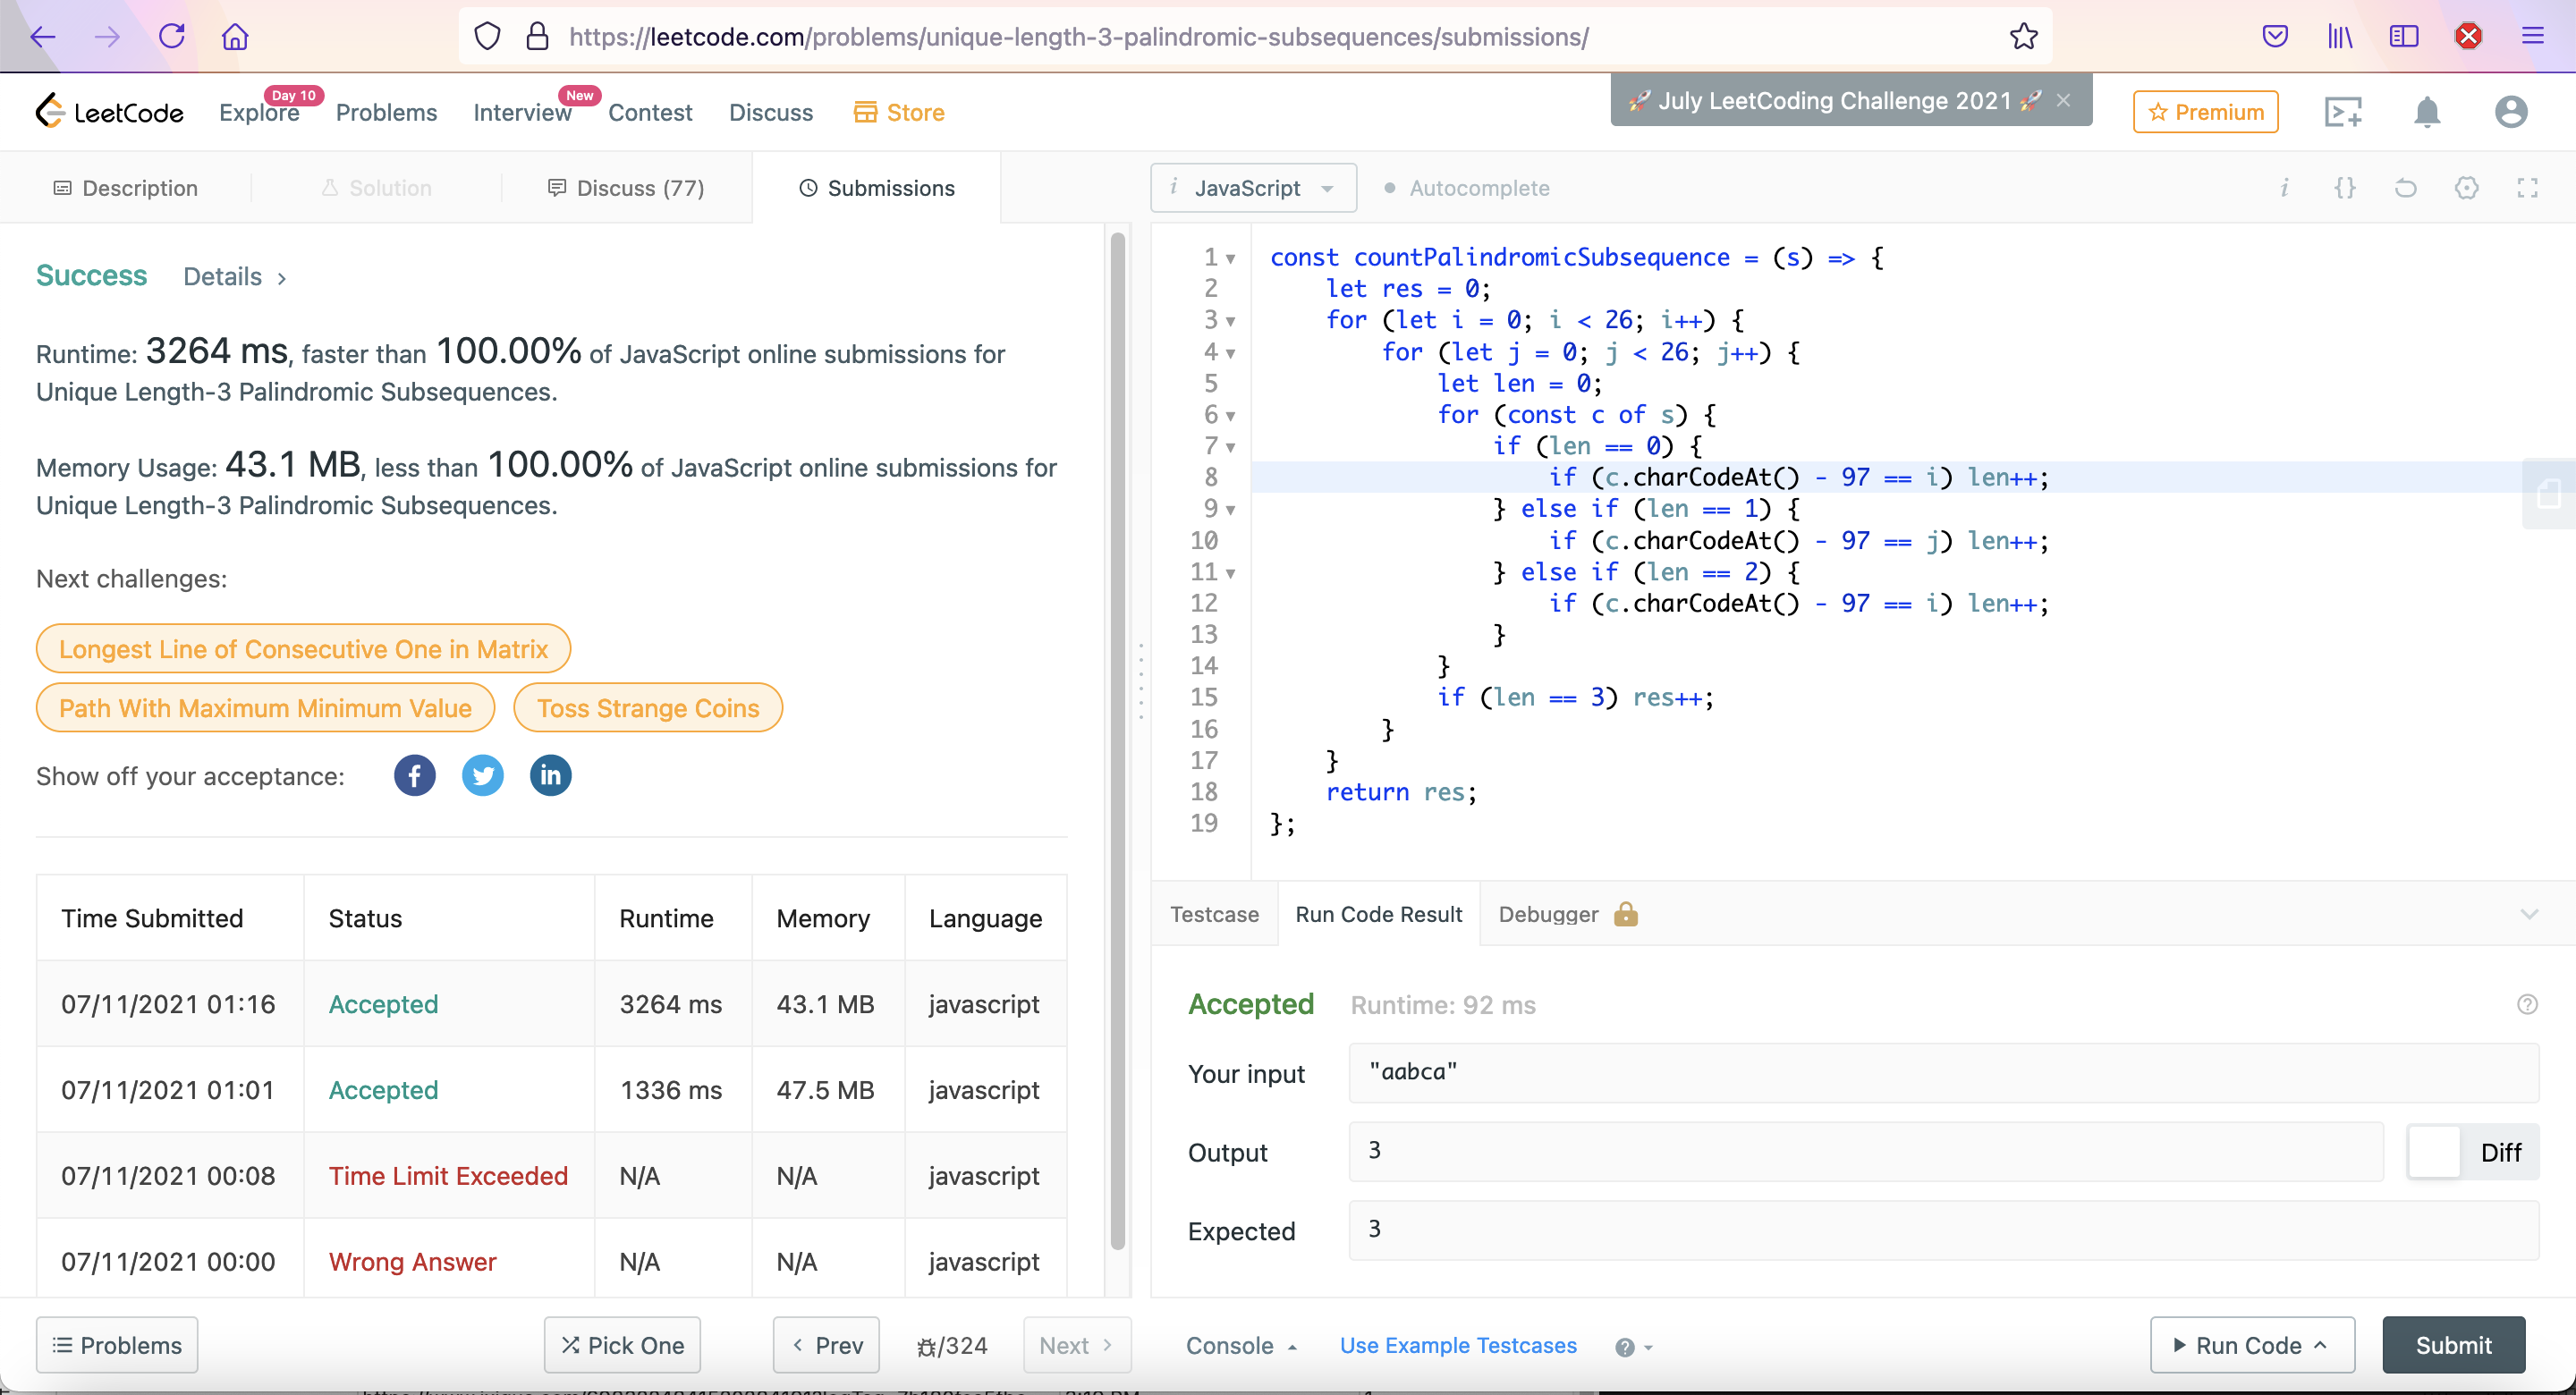 https://leetcode.com/problems/unique-length-3-palindromic-subsequences/submissions/
LeetCode
Explore
Day 10
Problems
Interview
New
Contest
Discuss
Store
🚀 July LeetCoding Challenge 2021 🚀 ×
Premium
Description
Solution
Discuss (77)
Submissions
i JavaScript
Autocomplete
i
{}
Success Details >
Runtime: 3264 ms, faster than 100.00% of JavaScript online submissions for
Unique Length-3 Palindromic Subsequences.
Memory Usage: 43.1 MB, less than 100.00% of JavaScript online submissions for
Unique Length-3 Palindromic Subsequences.
Next challenges:
Longest Line of Consecutive One in Matrix
Path With Maximum Minimum Value
Toss Strange Coins
Show off your acceptance:
f
in
Time Submitted Status Runtime Memory Language
07/11/2021 01:16 Accepted 3264 ms 43.1 MB javascript
07/11/2021 01:01 Accepted 1336 ms 47.5 MB javascript
07/11/2021 00:08 Time Limit Exceeded N/A N/A javascript
07/11/2021 00:00 Wrong Answer N/A N/A javascript
1 const countPalindromicSubsequence = (s) => {
2     let res = 0;
3     for (let i = 0; i < 26; i++) {
4         for (let j = 0; j < 26; j++) {
5             let len = 0;
6             for (const c of s) {
7                 if (len == 0) {
8                     if (c.charCodeAt() - 97 == i) len++;
9                 } else if (len == 1) {
10                     if (c.charCodeAt() - 97 == j) len++;
11                 } else if (len == 2) {
12                     if (c.charCodeAt() - 97 == i) len++;
13                 }
14             }
15             if (len == 3) res++;
16         }
17     }
18     return res;
19 };
Testcase
Run Code Result
Debugger
Accepted Runtime: 92 ms
Your input "aabca"
Output 3 Diff
Expected 3
Problems
Pick One
< Prev
/324
Next >
Console
Use Example Testcases
Run Code
Submit